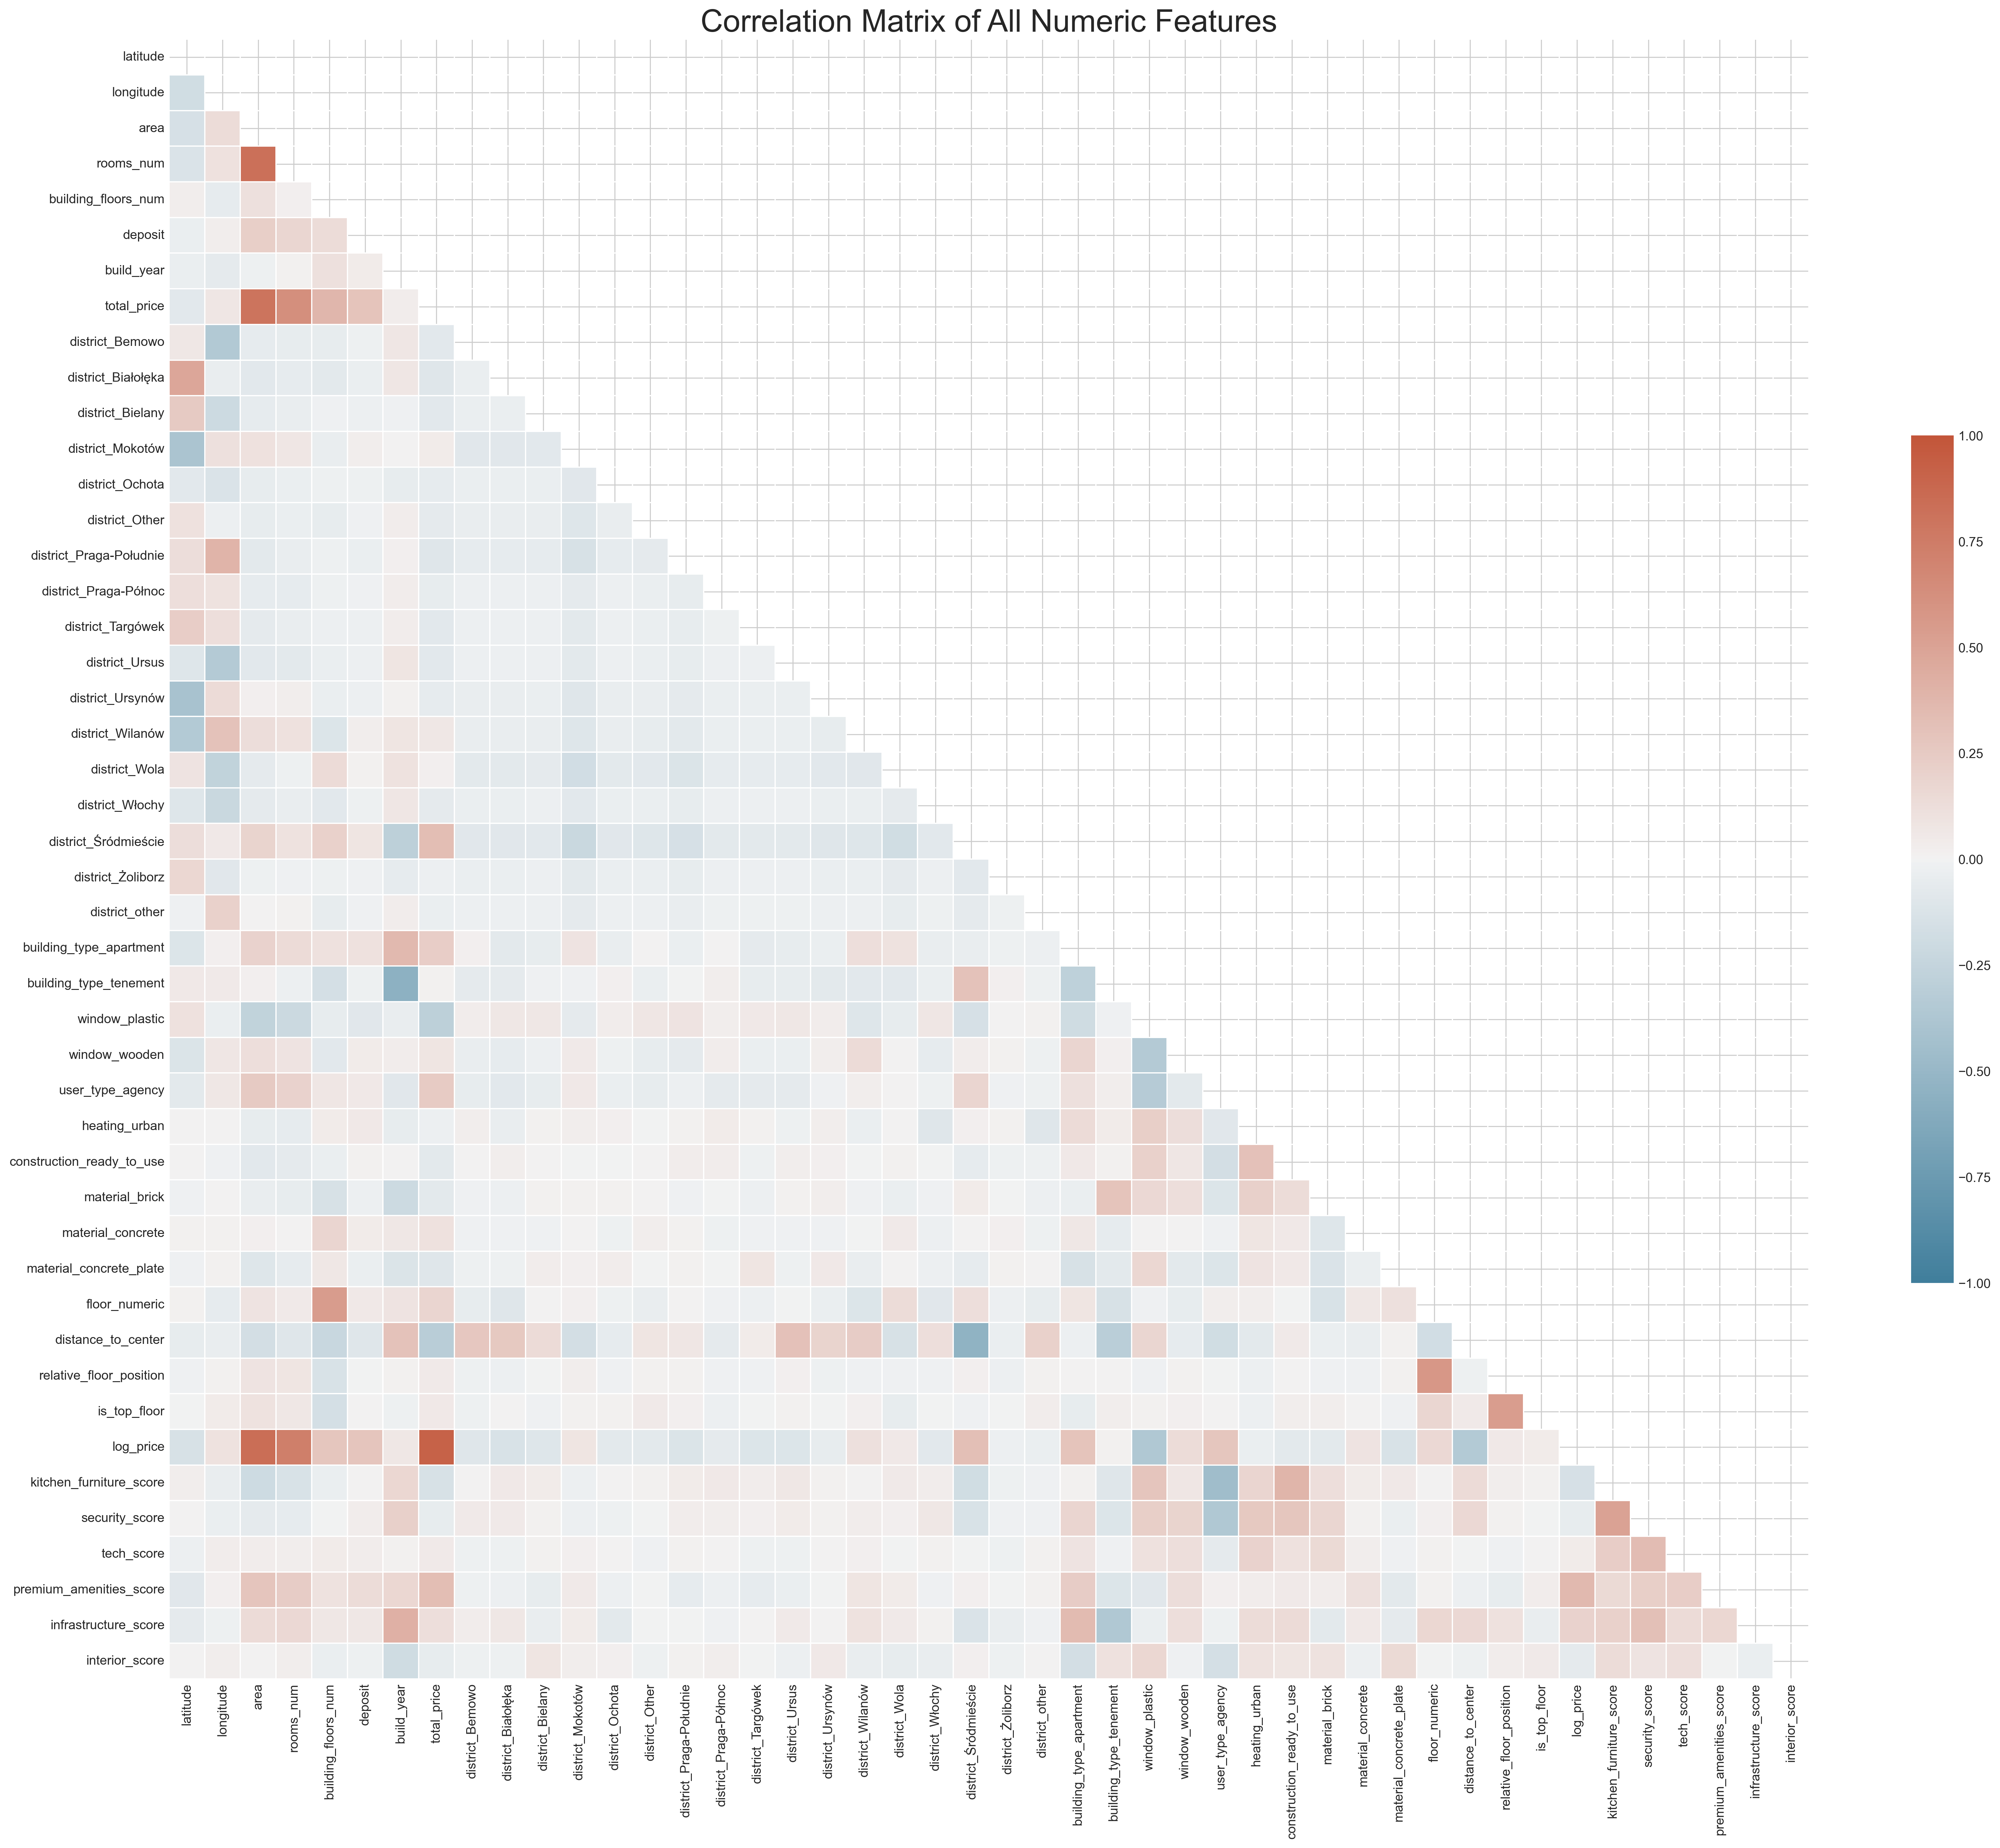 Correlation Matrix of All Numeric Features
latitude
longitude
area
rooms_num
building_floors_num
deposit
build_year
total_price
district_Bemowo
district_Białołęka
district_Bielany
district_Mokotów
district_Ochota
district_Other
district_Praga-Południe
district_Praga-Północ
district_Targówek
district_Ursus
district_Ursynów
district_Wilanów
district_Wola
district_Włochy
district_Śródmieście
district_Żoliborz
district_other
building_type_apartment
building_type_tenement
window_plastic
window_wooden
user_type_agency
heating_urban
construction_ready_to_use
material_brick
material_concrete
material_concrete_plate
floor_numeric
distance_to_center
relative_floor_position
is_top_floor
log_price
kitchen_furniture_score
security_score
tech_score
premium_amenities_score
infrastructure_score
interior_score
latitude
longitude
area
rooms_num
building_floors_num
deposit
build_year
total_price
district_Bemowo
district_Białołęka
district_Bielany
district_Mokotów
district_Ochota
district_Other
district_Praga-Południe
district_Praga-Północ
district_Targówek
district_Ursus
district_Ursynów
district_Wilanów
district_Wola
district_Włochy
district_Śródmieście
district_Żoliborz
district_other
building_type_apartment
building_type_tenement
window_plastic
window_wooden
user_type_agency
heating_urban
construction_ready_to_use
material_brick
material_concrete
material_concrete_plate
floor_numeric
distance_to_center
relative_floor_position
is_top_floor
log_price
kitchen_furniture_score
security_score
tech_score
premium_amenities_score
infrastructure_score
interior_score
1.00
0.75
0.50
0.25
0.00
−0.25
−0.50
−0.75
−1.00